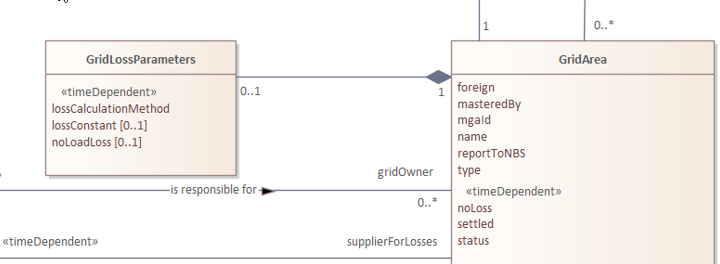 1
0..*
GridLossParameters
«timeDependent»
lossCalculationMethod
lossConstant [0..1]
noLoadLoss [0..1]
0..1
1
GridArea
foreign
masteredBy
mgaId
name
reportToNBS
type
«timeDependent»
noLoss
settled
status
gridOwner
is responsible for
0..*
«timeDependent»
supplierForLosses